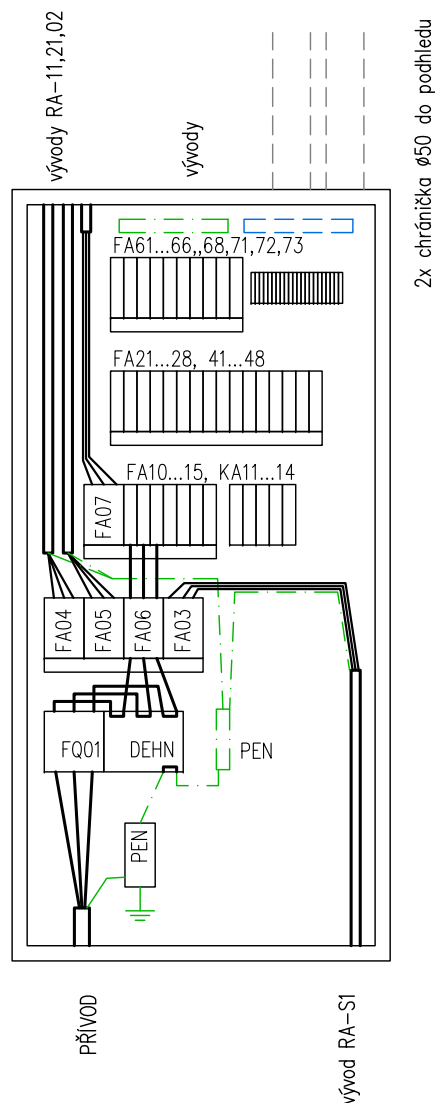 vývody RA-11,21,02
vývody
2x chránička ø50 do podhledu
FA61...66,,68,71,72,73
FA21...28, 41...48
FA10...15, KA11...14
FA07
FA04
FA05
FA06
FA03
FQ01
DEHN
PEN
PEN
PŘÍVOD
vývod RA-S1